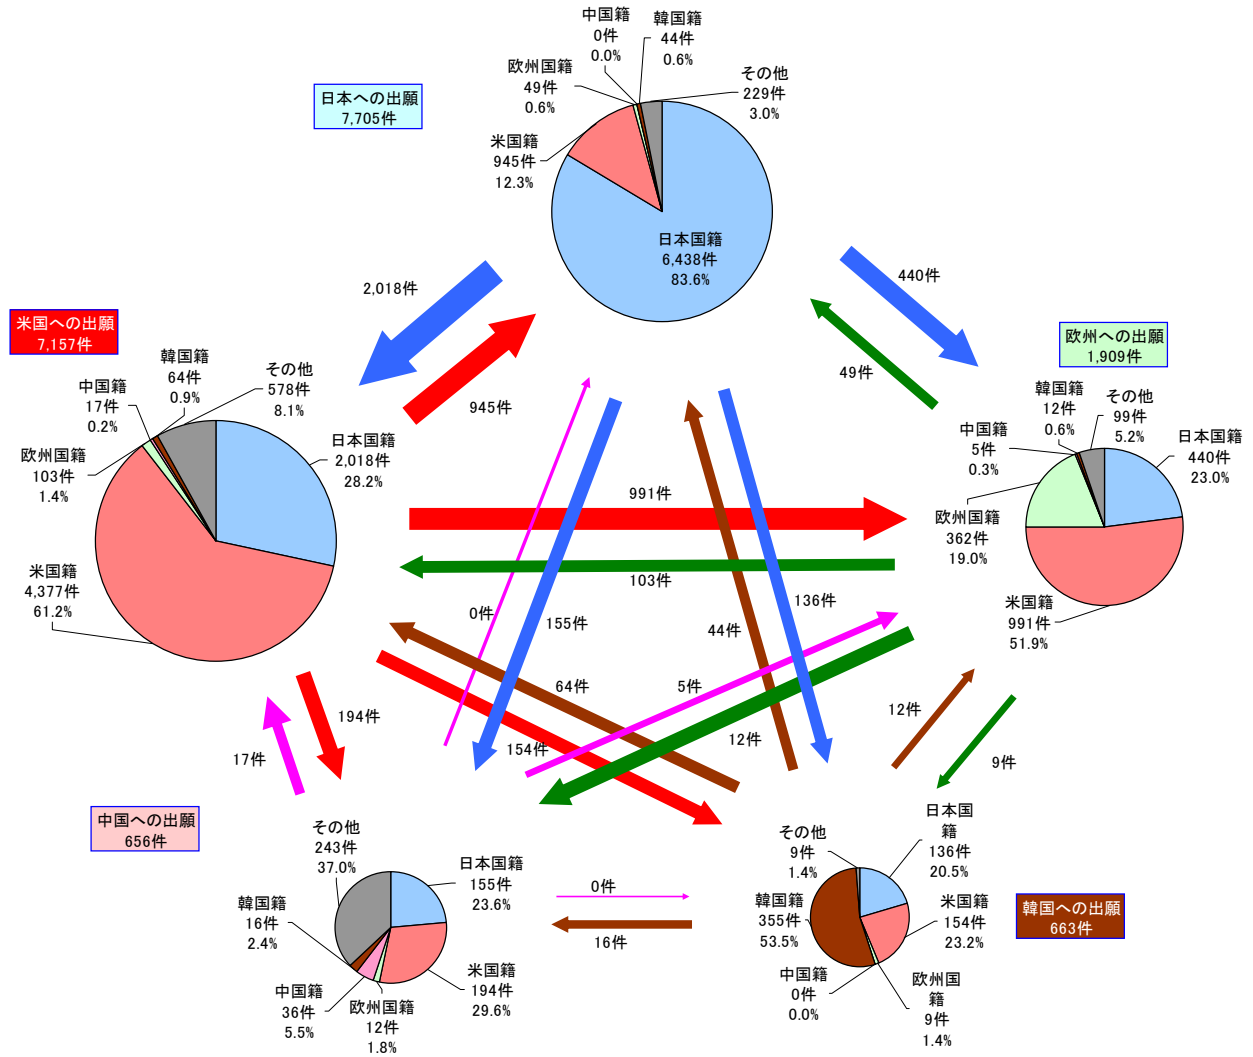 日本への出願
7,705件
中国籍
0件
0.0%
韓国籍
44件
0.6%
欧州国籍
49件
0.6%
その他
229件
3.0%
米国籍
945件
12.3%
日本国籍
6,438件
83.6%
2,018件
945件
440件
49件
米国への出願
7,157件
韓国籍
64件
0.9%
その他
578件
8.1%
中国籍
17件
0.2%
欧州国籍
103件
1.4%
日本国籍
2,018件
28.2%
米国籍
4,377件
61.2%
欧州への出願
1,909件
韓国籍
12件
0.6%
その他
99件
5.2%
中国籍
5件
0.3%
日本国籍
440件
23.0%
欧州国籍
362件
19.0%
米国籍
991件
51.9%
991件
103件
0件
155件
44件
136件
64件
5件
154件
12件
194件
17件
12件
9件
中国への出願
656件
その他
243件
37.0%
日本国籍
155件
23.6%
韓国籍
16件
2.4%
中国籍
36件
5.5%
欧州国籍
12件
1.8%
米国籍
194件
29.6%
0件
16件
韓国への出願
663件
その他
9件
1.4%
日本国
籍
136件
20.5%
韓国籍
355件
53.5%
米国籍
154件
23.2%
中国籍
0件
0.0%
欧州国
籍
9件
1.4%